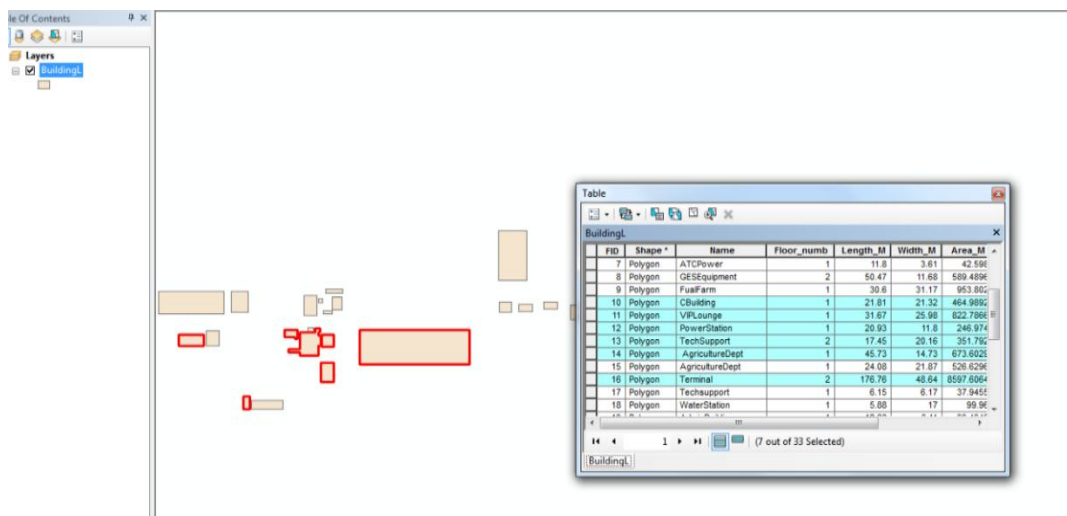 le Of Contents
Layers
BuildingL
Table
BuildingL
FID Shape * Name Floor_numb Length_M Width_M Area_M
7 Polygon ATCPower 1 11.8 3.61 42.598
8 Polygon GESEquipment 2 50.47 11.68 589.4896
9 Polygon FualFarm 1 30.6 31.17 953.802
10 Polygon CBuilding 1 21.81 21.32 464.9892
11 Polygon VIPLounge 1 31.67 25.98 822.7866
12 Polygon PowerStation 1 20.93 11.8 246.974
13 Polygon TechSupport 2 17.45 20.16 351.792
14 Polygon AgricultureDept 1 45.73 14.73 673.6029
15 Polygon AgricultureDept 1 24.08 21.87 526.6296
16 Polygon Terminal 2 176.76 48.64 8597.6064
17 Polygon Techsupport 1 6.15 6.17 37.9455
18 Polygon WaterStation 1 5.88 17 99.96
1 (7 out of 33 Selected)
BuildingL